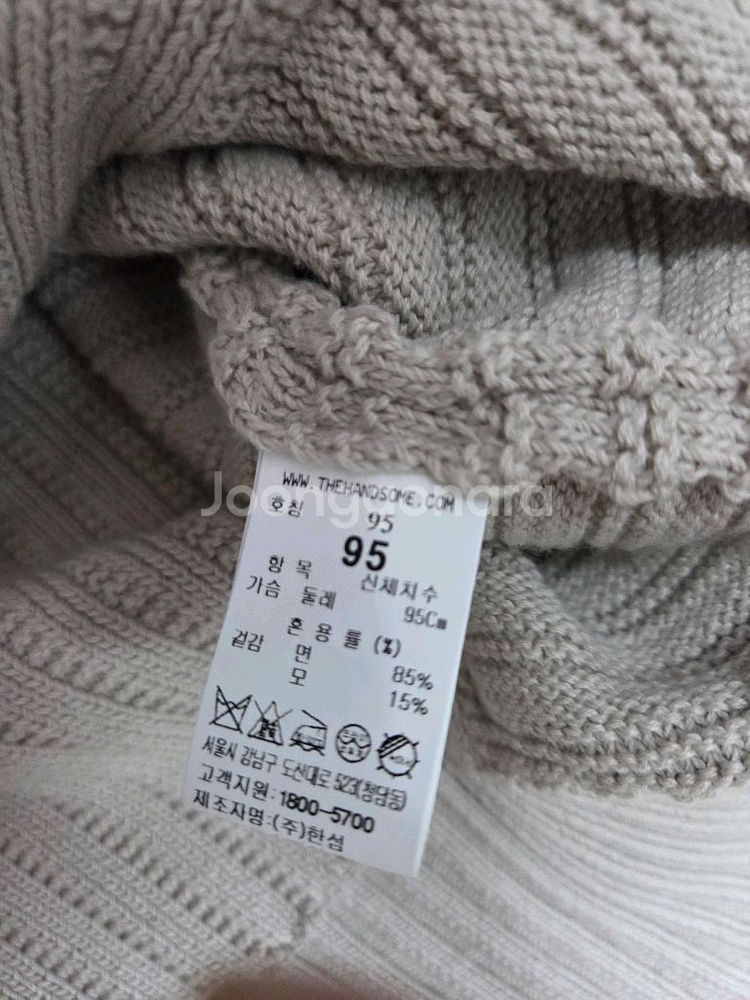 WWW.THEHANDSOME.COM
Joonggonara
호칭 95
95
항 목 신체치수
가슴 둘레 95Cm
혼 용 률 (%)
겉감 면 85%
모 15%
서울시 강남구 도산대로 523(청담동)
고객지원:1800-5700
제조자명:(주)한섬